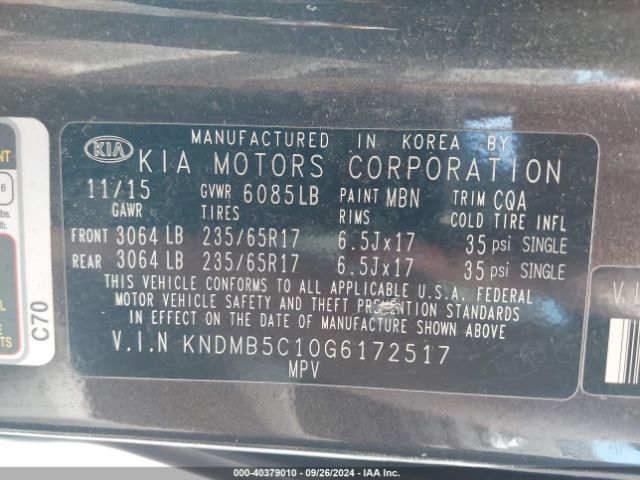 MANUFACTURED IN KOREA BY
KIA KIA MOTORS CORPORATION
11/15 GVWR 6085LB PAINT MBN TRIM CQA
GAWR TIRES RIMS COLD TIRE INFL
FRONT 3064 LB 235/65R17 6.5Jx17 35 psi SINGLE
REAR 3064 LB 235/65R17 6.5Jx17 35 psi SINGLE
THIS VEHICLE CONFORMS TO ALL APPLICABLE U.S.A. FEDERAL
MOTOR VEHICLE SAFETY AND THEFT PREVENTION STANDARDS
IN EFFECT ON THE DATE OF MANUFACTURE SHOWN ABOVE.
V.I.N KNDMB5C10G6172517
MPV
C70
000-40379010 - 09/26/2024 - IAAI.COM